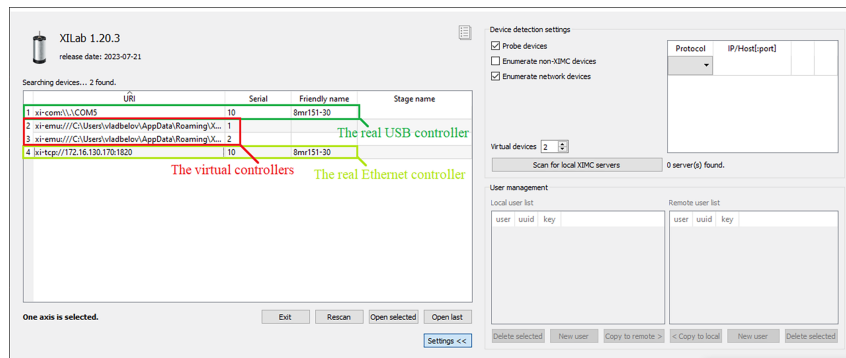 XILab 1.20.3
release date: 2023-07-21
Searching devices... 2 found.
URI Serial Friendly name Stage name
1 xi-com:\\.\COM5 10 8mr151-30
2 xi-emu:///C:\Users\vladbelov\AppData\Roaming\X... 1
3 xi-emu:///C:\Users\vladbelov\AppData\Roaming\X... 2
4 xi-tcp://172.16.130.170:1820 10 8mr151-30
The real USB controller
The virtual controllers
The real Ethernet controller
One axis is selected.
Exit Rescan Open selected Open last
Settings <<
Device detection settings
Probe devices
Enumerate non-XIMC devices
Enumerate network devices
Protocol IP/Host[:port]
Virtual devices 2
Scan for local XIMC servers
0 server(s) found.
User management
Local user list
user uuid key
Remote user list
user uuid key
Delete selected New user Copy to remote >
< Copy to local New user Delete selected